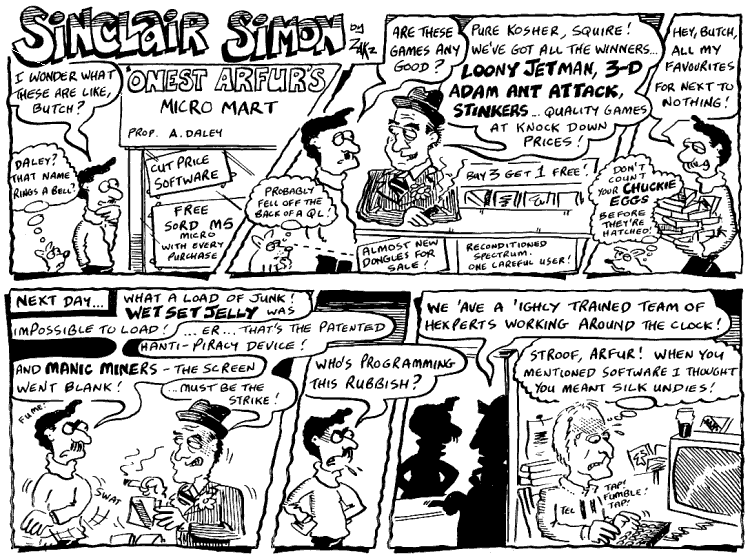 SINCLAIR SIMON
by
I WONDER WHAT
THESE ARE LIKE,
BUTCH?
DALEY?
THAT NAME
RINGS A BELL?
'ONEST ARFUR'S
MICRO MART
PROP. A. DALEY
CUT PRICE
SOFTWARE
FREE
SORD M5
MICRO
WITH EVERY
PURCHASE
ARE THESE
GAMES ANY
GOOD?
PURE KOSHER, SQUIRE!
WE'VE GOT ALL THE WINNERS...
LOONY JETMAN, 3-D
ADAM ANT ATTACK,
STINKERS... QUALITY GAMES
AT KNOCK DOWN
PRICES!
PROBABLY
FELL OFF THE
BACK OF A QL!
BUY 3 GET 1 FREE!
ALMOST NEW
DONGLES FOR
SALE!
RECONDITIONED
SPECTRUM.
ONE CAREFUL USER!
HEY, BUTCH,
ALL MY
FAVOURITES
FOR NEXT TO
NOTHING!
DON'T
COUNT
YOUR CHUCKIE
EGGS
BEFORE
THEY'RE
HATCHED!
NEXT DAY...
WHAT A LOAD OF JUNK!
WET SET JELLY WAS
IMPOSSIBLE TO LOAD!
...ER... THAT'S THE PATENTED
HANTI-PIRACY DEVICE!
AND MANIC MINERS - THE SCREEN
WENT BLANK!
...MUST BE THE
STRIKE!
FUME!
SWAT
WHO'S PROGRAMMING
THIS RUBBISH?
WE 'AVE A 'IGHLY TRAINED TEAM OF
HEXPERTS WORKING AROUND THE CLOCK!
STROOF, ARFUR! WHEN YOU
MENTIONED SOFTWARE I THOUGHT
YOU MEANT SILK UNDIES!
TEL
TAP!
FUMBLE!
TAP!